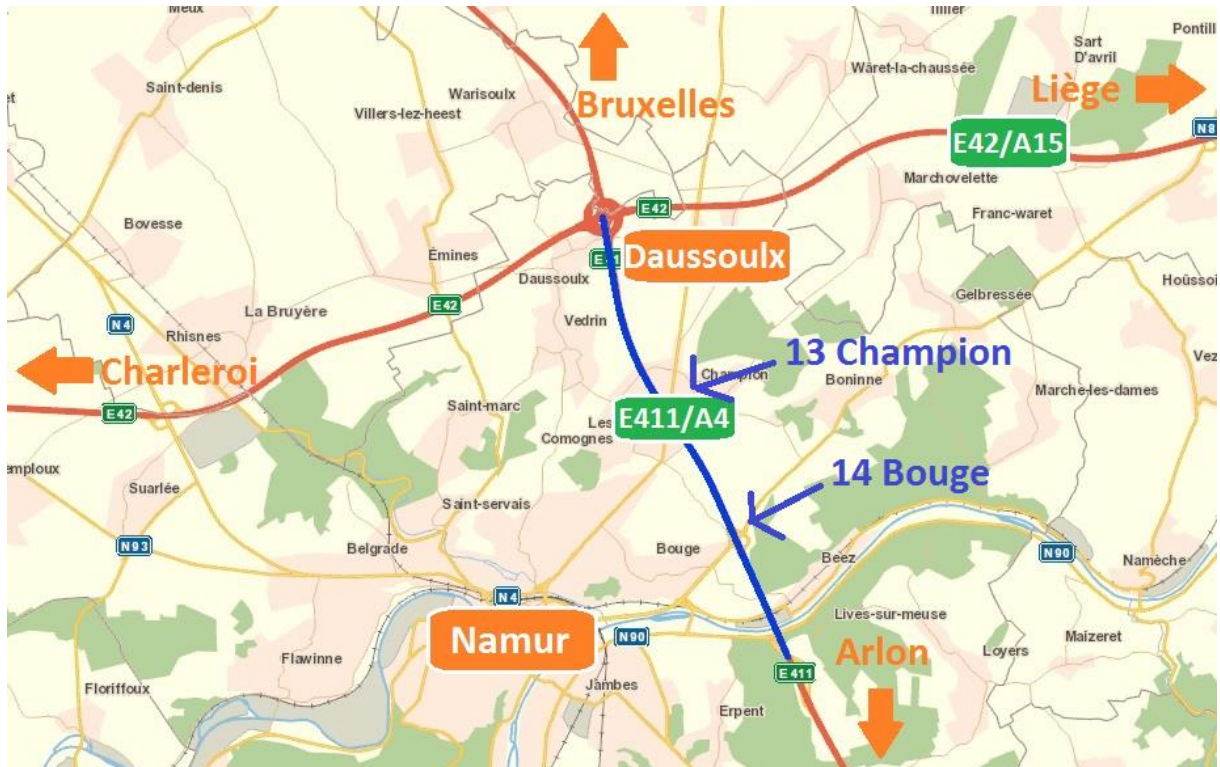 Meux
Tillier
Pontill
Sart
D'avril
Bruxelles
Wâret-la-chaussée
Liège
Saint-denis
Warisoulx
Villers-lez-heest
N8
E42/A15
Marchovelette
Franc-waret
E42
Bovesse
Émines
Daussoulx
Daussoulx
Houssoi
Gelbressée
E42
La Bruyère
N4
Rhisnes
Vedrin
13 Champion
Champion
Boninne
Vez
Marche-les-dames
Charleroi
E42
Saint-marc
Les
Comognes
E411/A4
emploux
Suarlée
14 Bouge
Saint-servais
N93
Belgrade
Bouge
Beez
N90
Namèche
N4
Namur
N90
Lives-sur-meuse
Arlon
Loyers
Maizeret
Flawinne
Floriffoux
E411
Jambes
Erpent